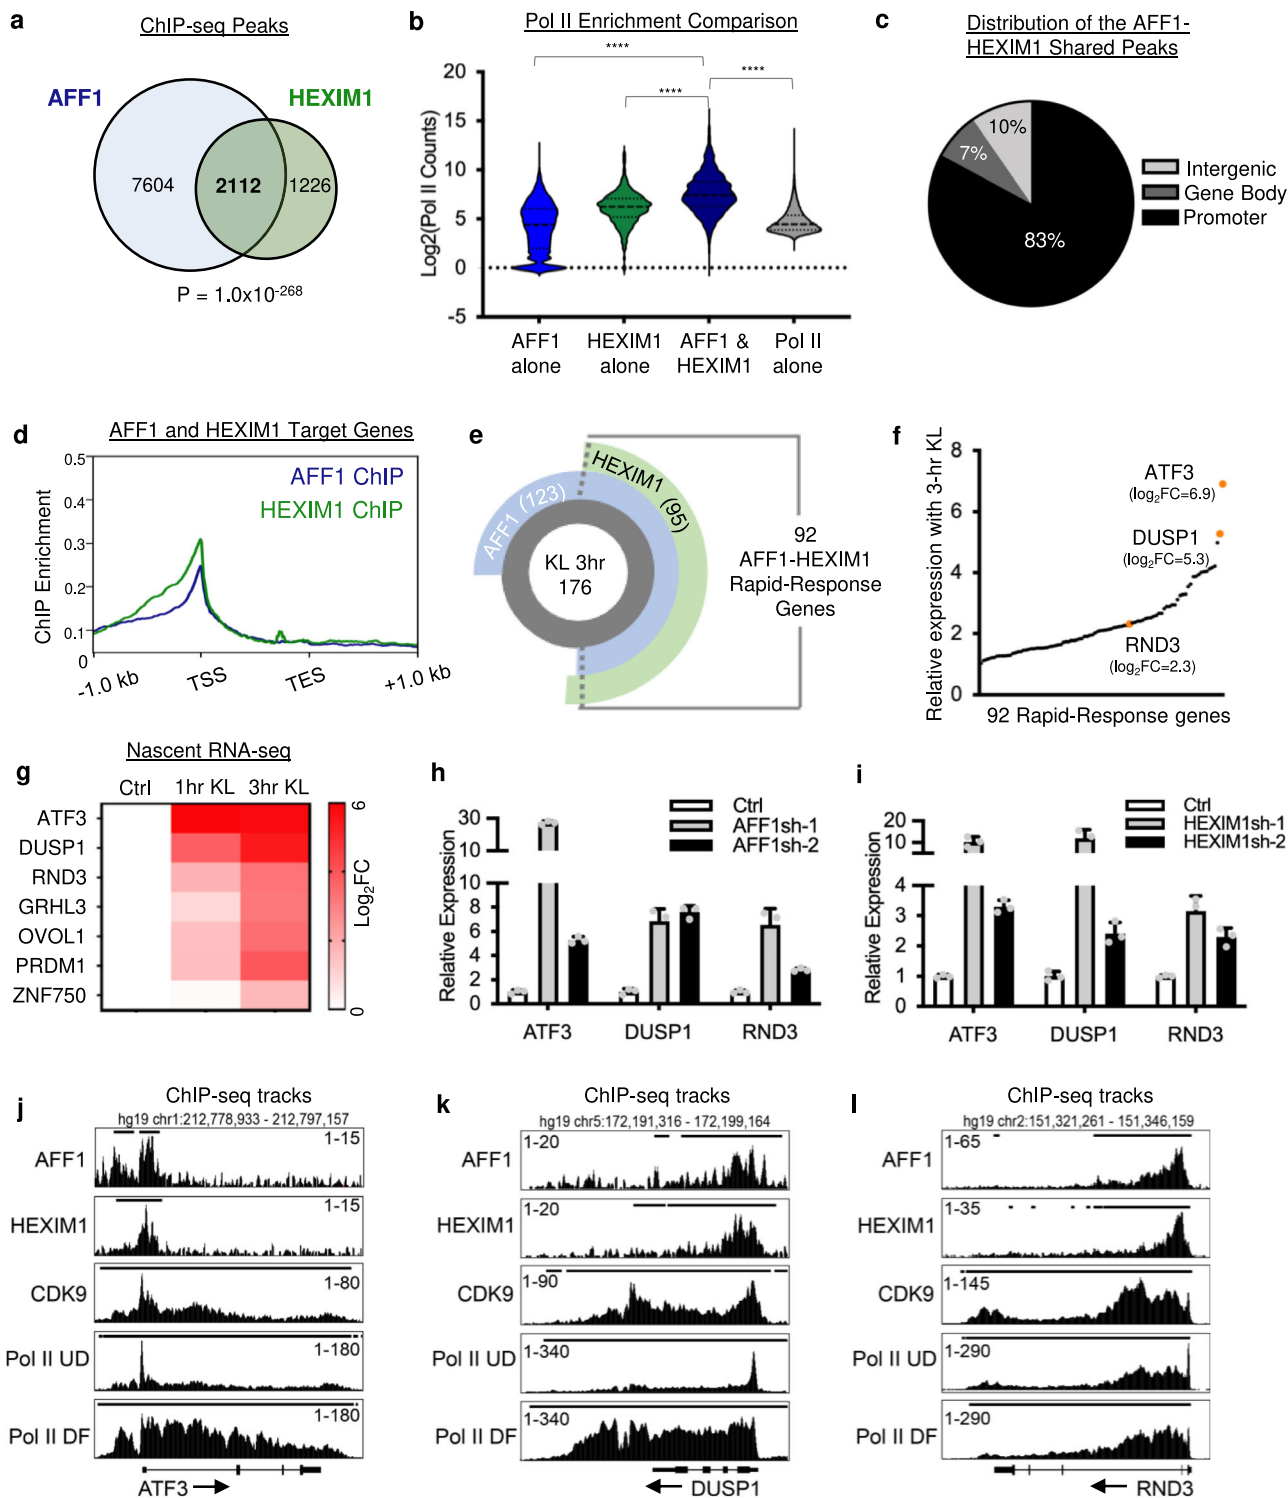 a
ChIP-seq Peaks
AFF1
HEXIM1
7604
2112
1226
P = 1.0x10-268
b
Pol II Enrichment Comparison
****
****
****
Log2(Pol II Counts)
20
15
10
5
0
-5
AFF1 alone
HEXIM1 alone
AFF1 & HEXIM1
Pol II alone
c
Distribution of the AFF1-
HEXIM1 Shared Peaks
10%
7%
83%
Intergenic
Gene Body
Promoter
d
AFF1 and HEXIM1 Target Genes
ChIP Enrichment
0.5
0.4
0.3
0.2
0.1
0
AFF1 ChIP
HEXIM1 ChIP
-1.0 kb
TSS
TES
+1.0 kb
e
AFF1 (123)
HEXIM1 (95)
KL 3hr
176
92
AFF1-HEXIM1
Rapid-Response
Genes
f
Relative expression with 3-hr KL
8
6
4
2
0
ATF3
(log2FC=6.9)
DUSP1
(log2FC=5.3)
RND3
(log2FC=2.3)
92 Rapid-Response genes
g
Nascent RNA-seq
Ctrl 1hr KL 3hr KL
ATF3
DUSP1
RND3
GRHL3
OVOL1
PRDM1
ZNF750
6
Log2FC
0
h
Relative Expression
30
10
10
8
6
4
2
0
Ctrl
AFF1sh-1
AFF1sh-2
ATF3
DUSP1
RND3
i
Relative Expression
20
10
4
3
2
1
0
Ctrl
HEXIM1sh-1
HEXIM1sh-2
ATF3
DUSP1
RND3
j
ChIP-seq tracks
hg19 chr1:212,778,933 - 212,797,157
AFF1
1-15
HEXIM1
1-15
CDK9
1-80
Pol II UD
1-180
Pol II DF
1-180
ATF3
k
ChIP-seq tracks
hg19 chr5:172,191,316 - 172,199,164
AFF1
1-20
HEXIM1
1-20
CDK9
1-90
Pol II UD
1-340
Pol II DF
1-340
DUSP1
l
ChIP-seq tracks
hg19 chr2:151,321,261 - 151,346,159
AFF1
1-65
HEXIM1
1-35
CDK9
1-145
Pol II UD
1-290
Pol II DF
1-290
RND3